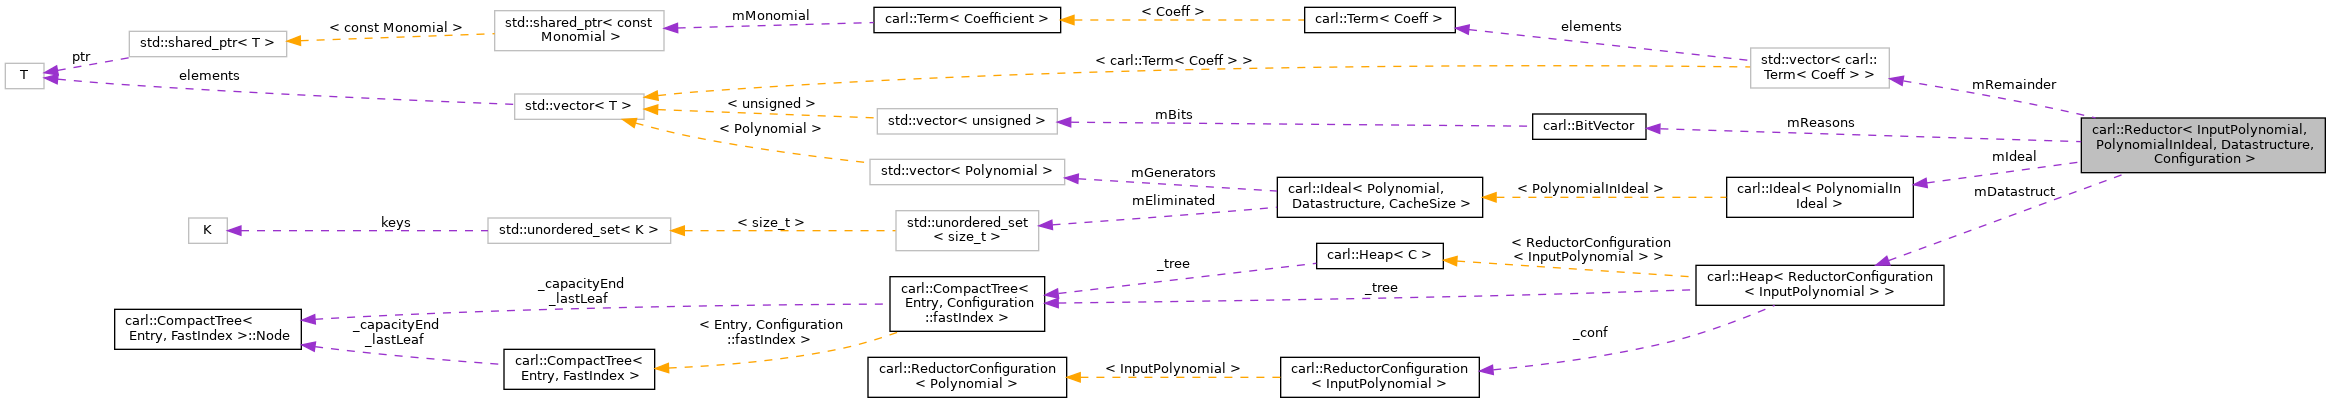 < const Monomial >
std::shared_ptr< const
Monomial >
mMonomial
carl::Term< Coefficient >
< Coeff >
carl::Term< Coeff >
elements
std::shared_ptr< T >
ptr
T
elements
< carl::Term< Coeff > >
std::vector< carl::
Term< Coeff > >
mRemainder
std::vector< T >
< unsigned >
std::vector< unsigned >
mBits
carl::BitVector
mReasons
< Polynomial >
std::vector< Polynomial >
mGenerators
carl::Reductor< InputPolynomial,
PolynomialInIdeal, Datastructure,
Configuration >
mIdeal
mDatastruct
carl::Ideal< Polynomial,
Datastructure, CacheSize >
< PolynomialInIdeal >
carl::Ideal< PolynomialIn
Ideal >
mEliminated
K
keys
std::unordered_set< K >
< size_t >
std::unordered_set
< size_t >
carl::Heap< C >
< ReductorConfiguration
< InputPolynomial > >
_tree
_tree
carl::Heap< ReductorConfiguration
< InputPolynomial > >
_capacityEnd
_lastLeaf
carl::CompactTree<
Entry, Configuration
::fastIndex >
carl::CompactTree<
Entry, FastIndex >::Node
_capacityEnd
_lastLeaf
< Entry, Configuration
::fastIndex >
_conf
carl::CompactTree<
Entry, FastIndex >
carl::ReductorConfiguration
< Polynomial >
< InputPolynomial >
carl::ReductorConfiguration
< InputPolynomial >